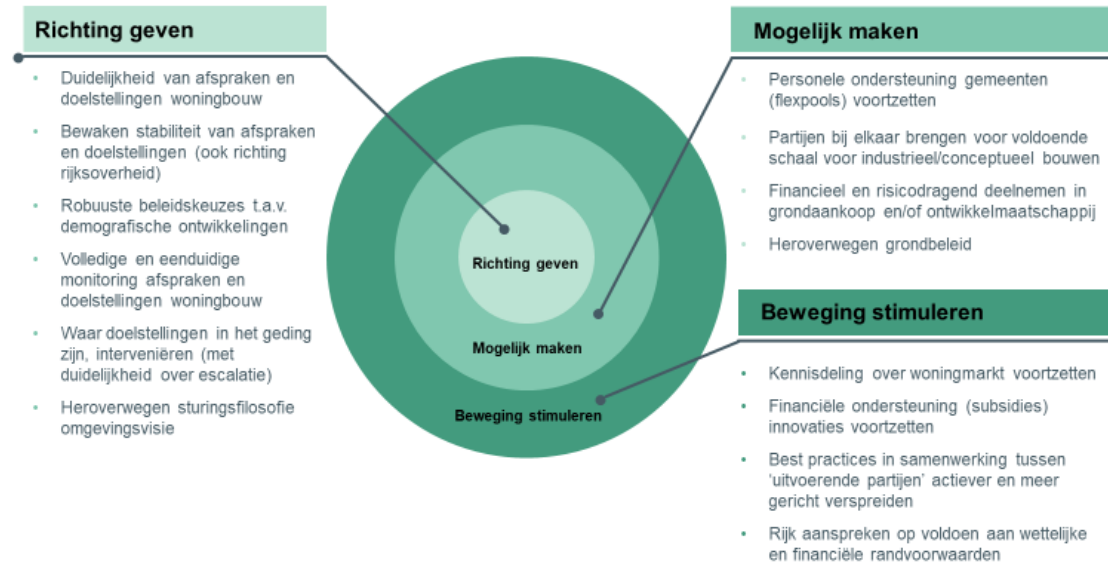 Richting geven
Duidelijkheid van afspraken en
doelstellingen woningbouw
Bewaken stabiliteit van afspraken
en doelstellingen (ook richting
rijksoverheid)
Robuuste beleidskeuzes t.a.v.
demografische ontwikkelingen
Volledige en eenduidige
monitoring afspraken en
doelstellingen woningbouw
Waar doelstellingen in het geding
zijn, interveniëren (met
duidelijkheid over escalatie)
Heroverwegen sturingsfilosofie
omgevingsvisie
Richting geven
Mogelijk maken
Beweging stimuleren
Mogelijk maken
Personele ondersteuning gemeenten
(flexpools) voortzetten
Partijen bij elkaar brengen voor voldoende
schaal voor industrieel/conceptueel bouwen
Financieel en risicodragend deelnemen in
grondaankoop en/of ontwikkelmaatschappij
Heroverwegen grondbeleid
Beweging stimuleren
Kennisdeling over woningmarkt voortzetten
Financiële ondersteuning (subsidies)
innovaties voortzetten
Best practices in samenwerking tussen
'uitvoerende partijen' actiever en meer
gericht verspreiden
Rijk aanspreken op voldoen aan wettelijke
en financiële randvoorwaarden